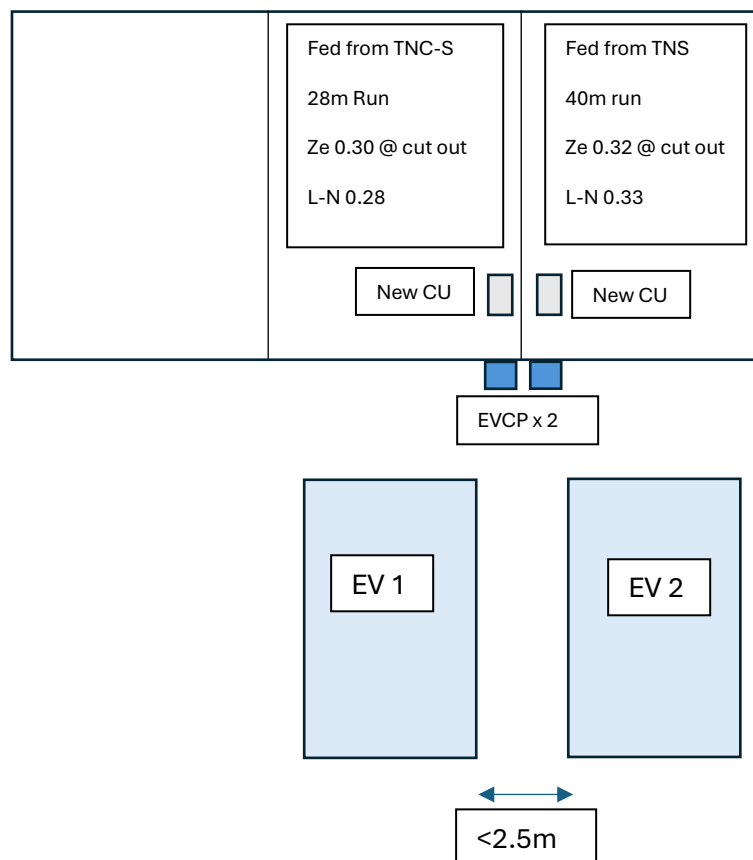 Fed from TNC-S
28m Run
Ze 0.30 @ cut out
L-N 0.28
Fed from TNS
40m run
Ze 0.32 @ cut out
L-N 0.33
New CU
New CU
EVCP x 2
EV 1
EV 2
<2.5m